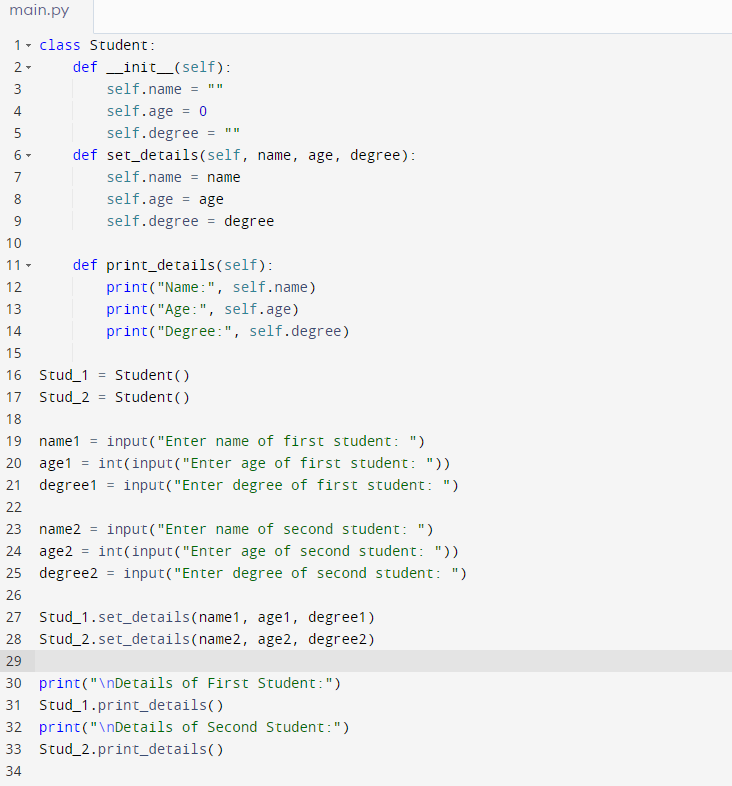 main.py
1 class Student:
2     def __init__(self):
3         self.name = ""
4         self.age = 0
5         self.degree = ""
6     def set_details(self, name, age, degree):
7         self.name = name
8         self.age = age
9         self.degree = degree
10
11     def print_details(self):
12         print("Name:", self.name)
13         print("Age:", self.age)
14         print("Degree:", self.degree)
15
16 Stud_1 = Student()
17 Stud_2 = Student()
18
19 name1 = input("Enter name of first student: ")
20 age1 = int(input("Enter age of first student: "))
21 degree1 = input("Enter degree of first student: ")
22
23 name2 = input("Enter name of second student: ")
24 age2 = int(input("Enter age of second student: "))
25 degree2 = input("Enter degree of second student: ")
26
27 Stud_1.set_details(name1, age1, degree1)
28 Stud_2.set_details(name2, age2, degree2)
29
30 print("\nDetails of First Student:")
31 Stud_1.print_details()
32 print("\nDetails of Second Student:")
33 Stud_2.print_details()
34